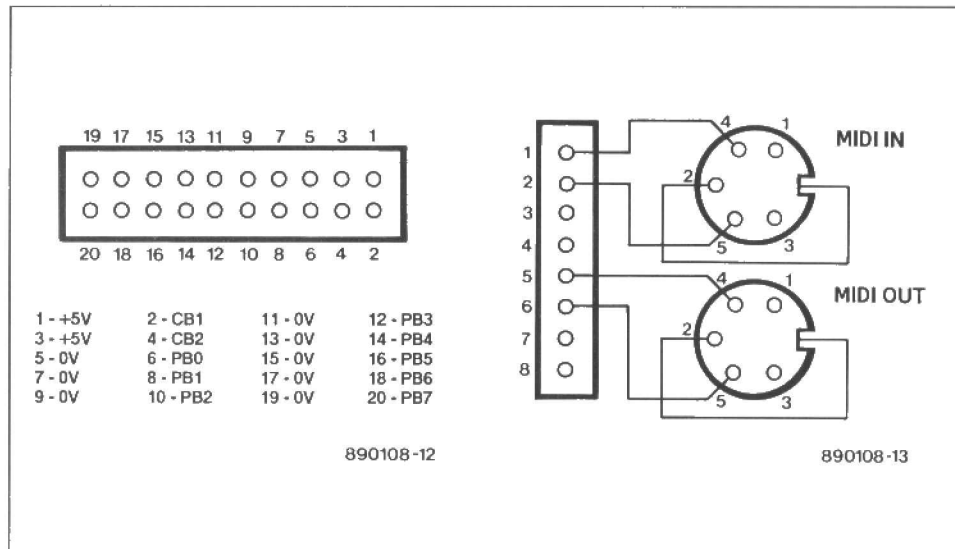 19 17 15 13 11 9 7 5 3 1
20 18 16 14 12 10 8 6 4 2
1 - +5V 2 - CB1 11 - 0V 12 - PB3
3 - +5V 4 - CB2 13 - 0V 14 - PB4
5 - 0V 6 - PB0 15 - 0V 16 - PB5
7 - 0V 8 - PB1 17 - 0V 18 - PB6
9 - 0V 10 - PB2 19 - 0V 20 - PB7
890108-12
1
2
3
4
5
6
7
8
4 1
MIDI IN
2
5 3
4 1
MIDI OUT
2
5 3
890108-13